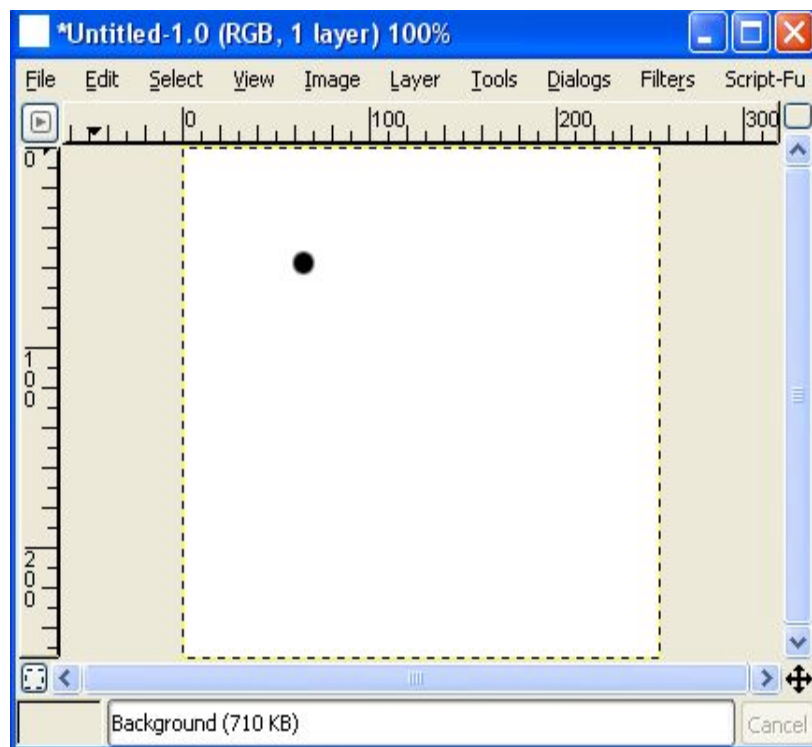 *Untitled-1.0 (RGB, 1 layer) 100%
File Edit Select View Image Layer Tools Dialogs Filters Script-Fu
0 100 200 300
0
100
200
Background (710 KB)
Cancel